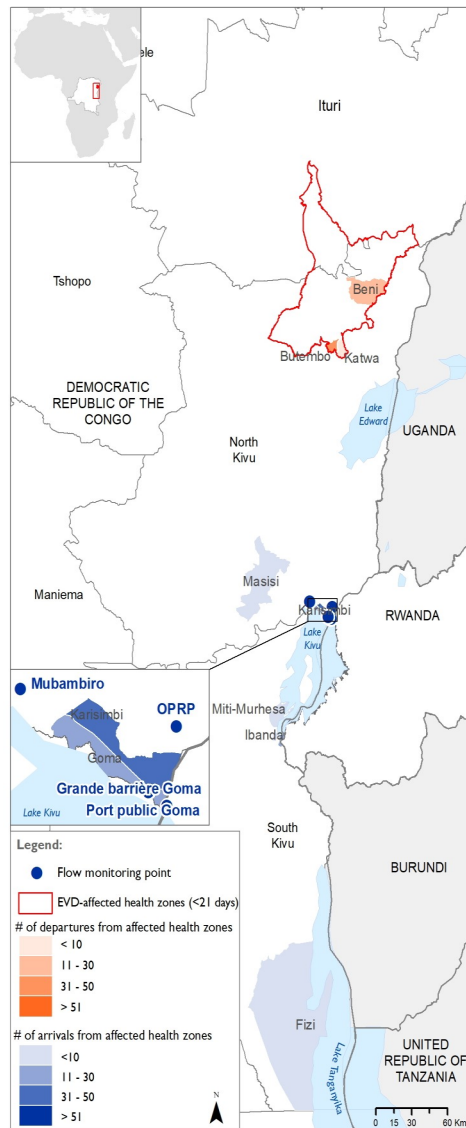 ele
Ituri
Tshopo
Beni
Butembo
Katwa
DEMOCRATIC
REPUBLIC OF THE
CONGO
Lake
Edward
UGANDA
North
Kivu
Masisi
Maniema
Karisimbi
RWANDA
Lake
Kivu
Miti-Murhesa
Ibanda
Mubambiro
Karisimbi
OPRP
Goma
Grande barrière Goma
Lake Kivu
Port public Goma
South
Kivu
BURUNDI
Fizi
Lake Tanganyika
UNITED
REPUBLIC OF
TANZANIA
Legend:
Flow monitoring point
EVD-affected health zones (<21 days)
# of departures from affected health zones
< 10
11 - 30
31 - 50
> 51
# of arrivals from affected health zones
<10
11 - 30
31 - 50
> 51
N
0 15 30 60 Km